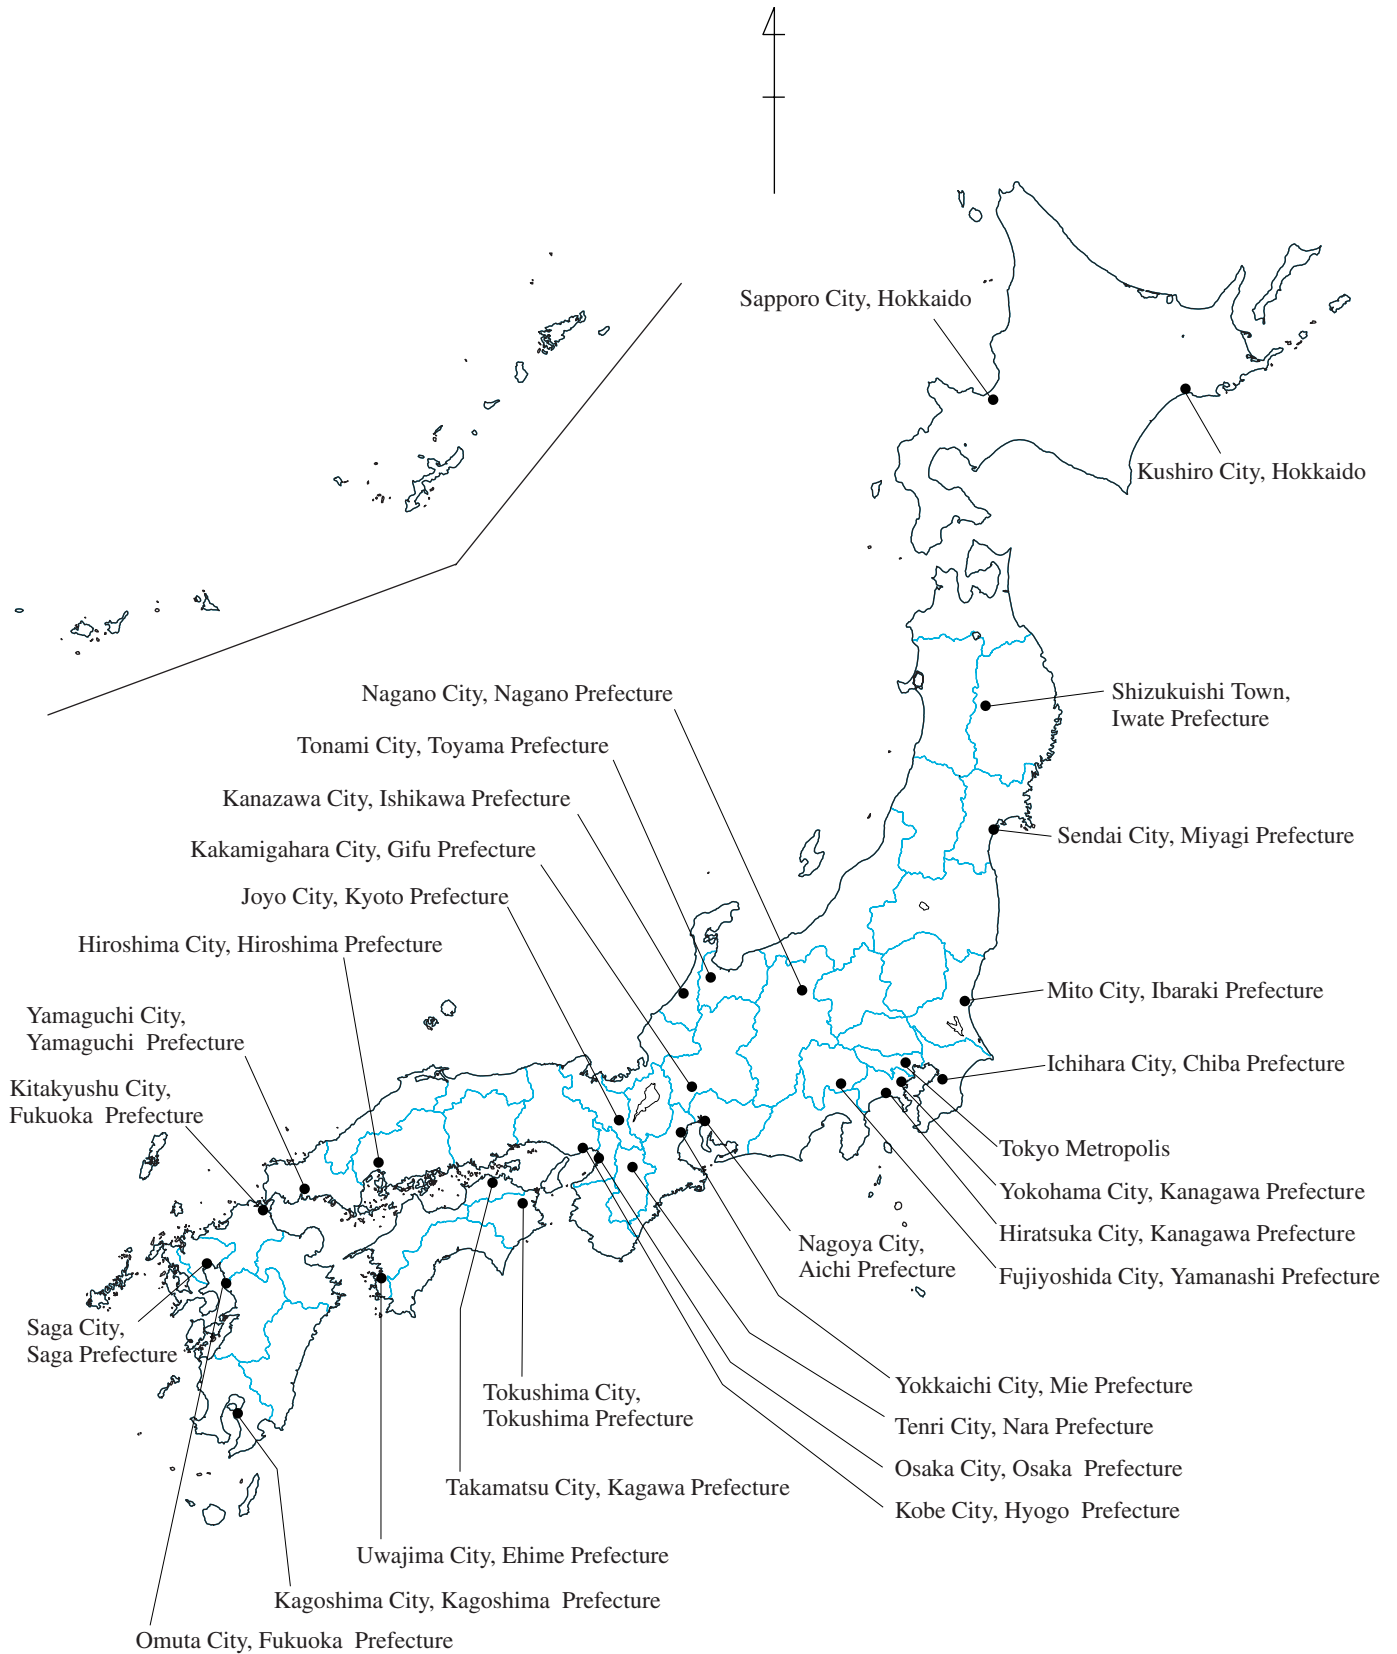 Sapporo City, Hokkaido
Kushiro City, Hokkaido
Nagano City, Nagano Prefecture
Shizukuishi Town,
Iwate Prefecture
Tonami City, Toyama Prefecture
Kanazawa City, Ishikawa Prefecture
Sendai City, Miyagi Prefecture
Kakamigahara City, Gifu Prefecture
Joyo City, Kyoto Prefecture
Hiroshima City, Hiroshima Prefecture
Mito City, Ibaraki Prefecture
Yamaguchi City,
Yamaguchi  Prefecture
Ichihara City, Chiba Prefecture
Kitakyushu City,
Fukuoka  Prefecture
Tokyo Metropolis
Yokohama City, Kanagawa Prefecture
Hiratsuka City, Kanagawa Prefecture
Nagoya City,
Aichi Prefecture
Fujiyoshida City, Yamanashi Prefecture
Saga City,
Saga Prefecture
Yokkaichi City, Mie Prefecture
Tokushima City,
Tokushima Prefecture
Tenri City, Nara Prefecture
Osaka City, Osaka  Prefecture
Takamatsu City, Kagawa Prefecture
Kobe City, Hyogo  Prefecture
Uwajima City, Ehime Prefecture
Kagoshima City, Kagoshima  Prefecture
Omuta City, Fukuoka  Prefecture